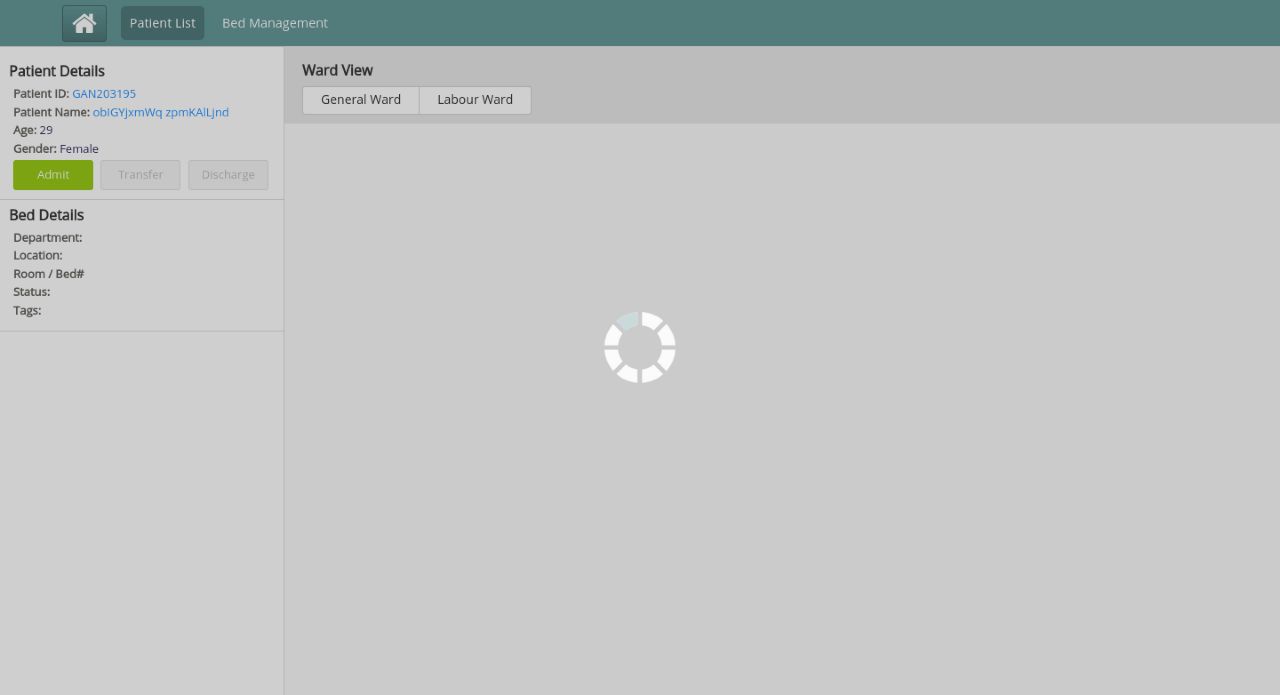 Patient List Bed Management
Patient Details
Patient ID: GAN203195
Patient Name: obIGYjxmWq zpmKAlLjnd
Age: 29
Gender: Female
Admit Transfer Discharge
Bed Details
Department:
Location:
Room / Bed#
Status:
Tags:
Ward View
General Ward Labour Ward